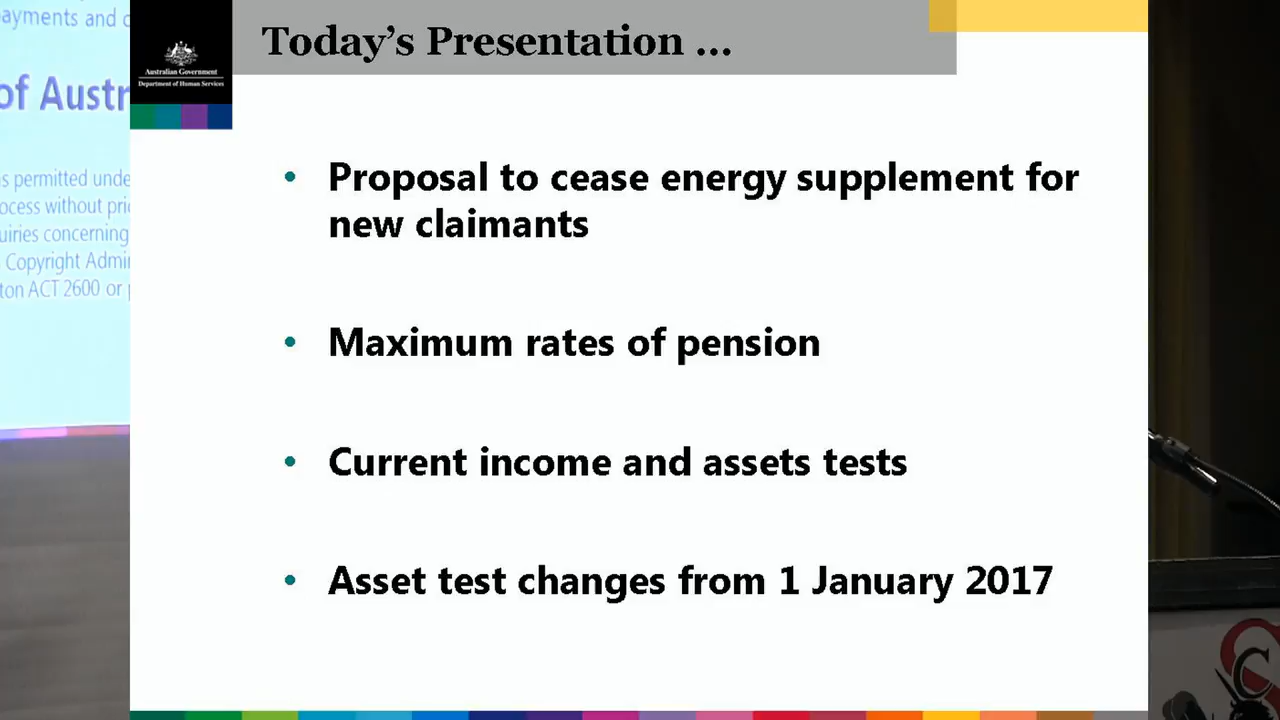 Today's Presentation ...
Australian Government
Department of Human Services
• Proposal to cease energy supplement for
new claimants
• Maximum rates of pension
• Current income and assets tests
• Asset test changes from 1 January 2017
ayments and
of Austr
s permitted unde
ocess without pri
uiries concerning
Copyright Admi
ton ACT 2600 or